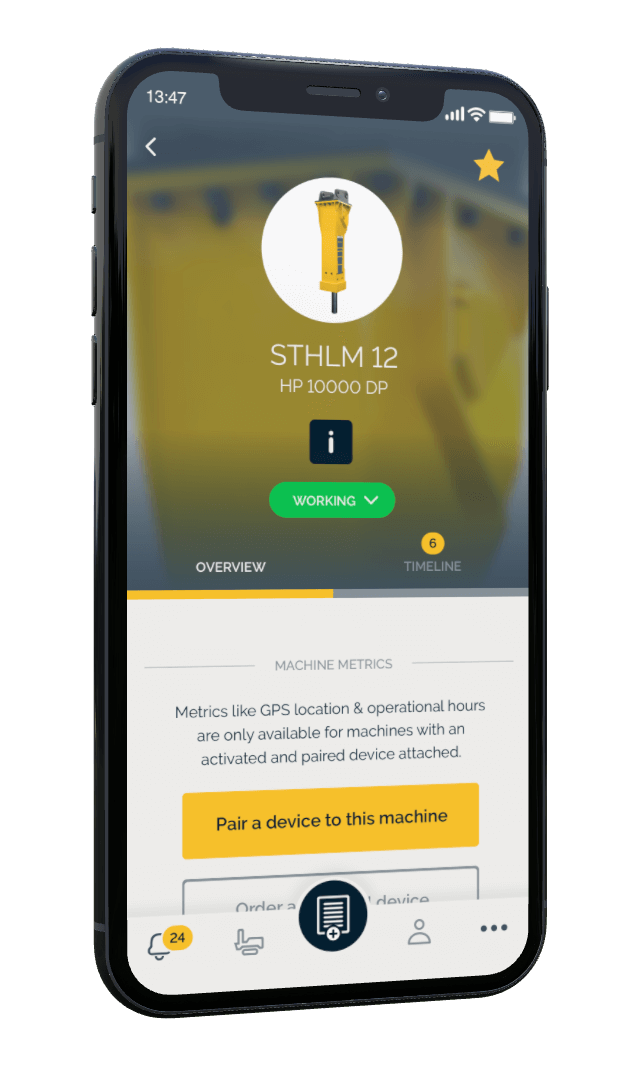 13:47
STHLM 12
HP 10000 DP
i
WORKING
6
OVERVIEW
TIMELINE
MACHINE METRICS
Metrics like GPS location & operational hours
are only available for machines with an
activated and paired device attached.
Pair a device to this machine
Order a device
24